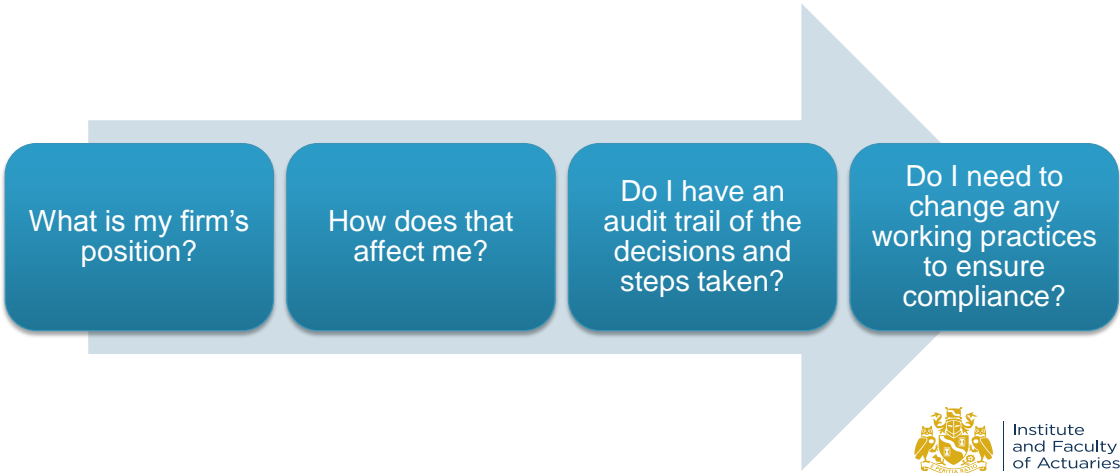 What is my firm's
position?
How does that
affect me?
Do I have an
audit trail of the
decisions and
steps taken?
Do I need to
change any
working practices
to ensure
compliance?
Institute
and Faculty
of Actuaries